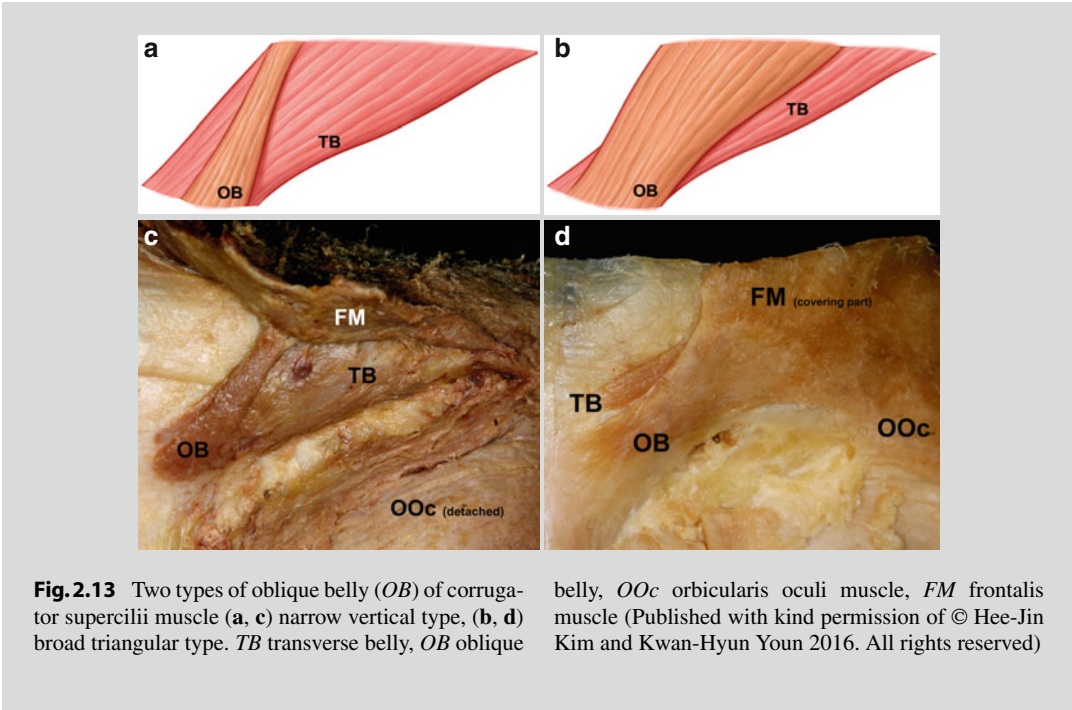 a
b
TB
OB
TB
OB
c
FM
TB
OB
OOc (detached)
d
FM (covering part)
TB
OB
OOc
Fig. 2.13 Two types of oblique belly (OB) of corruga-
tor supercilii muscle (a, c) narrow vertical type, (b, d)
broad triangular type. TB transverse belly, OB oblique
belly, OOc orbicularis oculi muscle, FM frontalis
muscle (Published with kind permission of © Hee-Jin
Kim and Kwan-Hyun Youn 2016. All rights reserved)